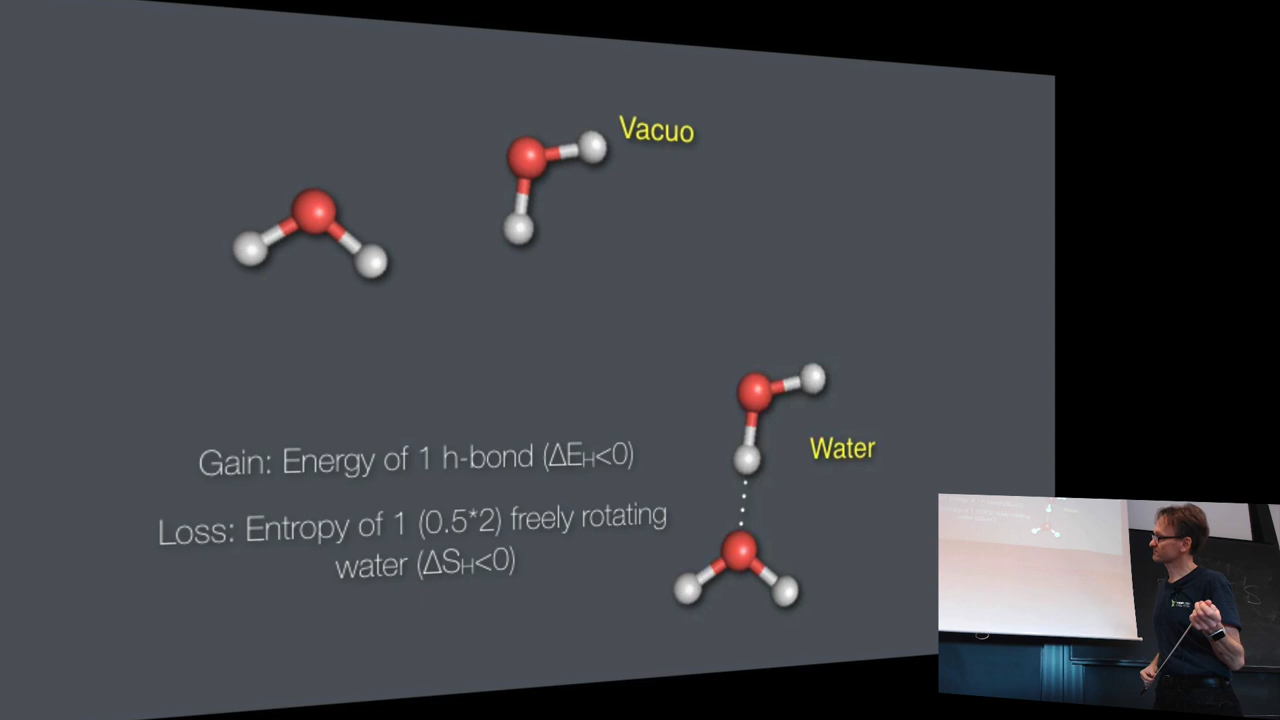 Vacuo
Water
Gain: Energy of 1 h-bond (ΔEH<0)
Loss: Entropy of 1 (0.5*2) freely rotating
water (ΔSH<0)